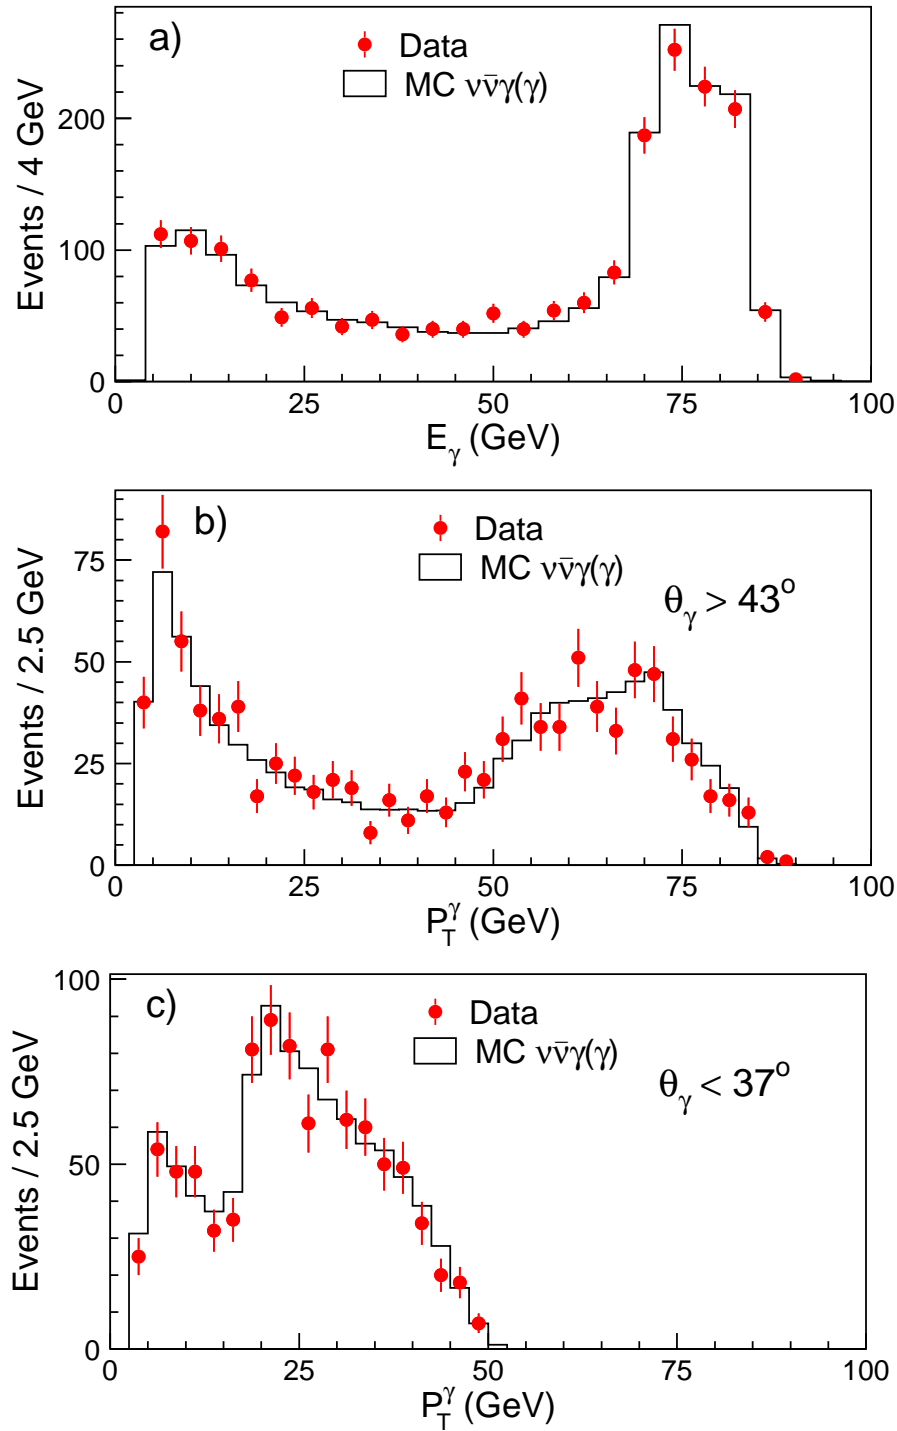 a)
Data
MC νν̄γ(γ)
Events / 4 GeV
200
100
0
0 25 50 75 100
E_γ (GeV)
b)
Data
MC νν̄γ(γ)
θ_γ > 43°
Events / 2.5 GeV
75
50
25
0
0 25 50 75 100
P_T^γ (GeV)
c)
Data
MC νν̄γ(γ)
θ_γ < 37°
Events / 2.5 GeV
100
50
0
0 25 50 75 100
P_T^γ (GeV)